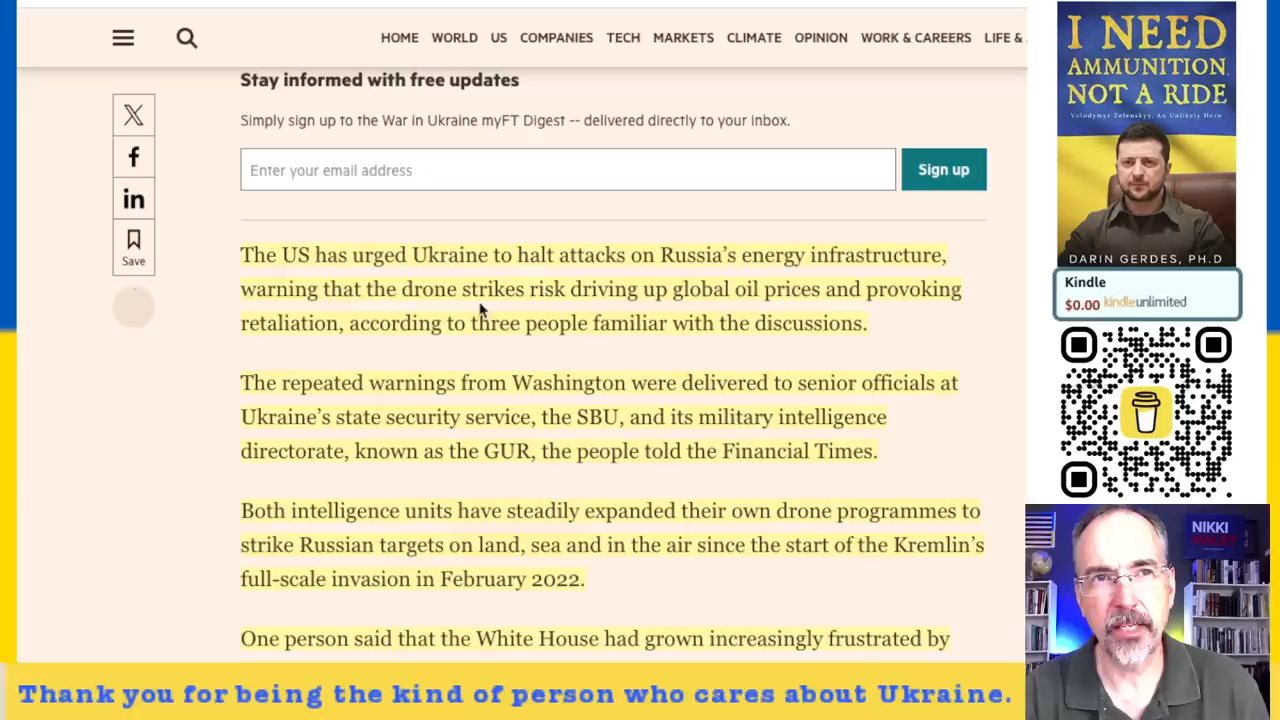 HOME WORLD US COMPANIES TECH MARKETS CLIMATE OPINION WORK & CAREERS LIFE &
Stay informed with free updates
Simply sign up to the War in Ukraine myFT Digest -- delivered directly to your inbox.
Enter your email address
Sign up
Save
The US has urged Ukraine to halt attacks on Russia's energy infrastructure,
warning that the drone strikes risk driving up global oil prices and provoking
retaliation, according to three people familiar with the discussions.
The repeated warnings from Washington were delivered to senior officials at
Ukraine's state security service, the SBU, and its military intelligence
directorate, known as the GUR, the people told the Financial Times.
Both intelligence units have steadily expanded their own drone programmes to
strike Russian targets on land, sea and in the air since the start of the Kremlin's
full-scale invasion in February 2022.
One person said that the White House had grown increasingly frustrated by
I NEED
AMMUNITION,
NOT A RIDE
Volodymyr Zelenskyy, An Unlikely Hero
DARIN GERDES, PH.D
Kindle
$0.00 kindleunlimited
NIKKI
HALEY
Thank you for being the kind of person who cares about Ukraine.